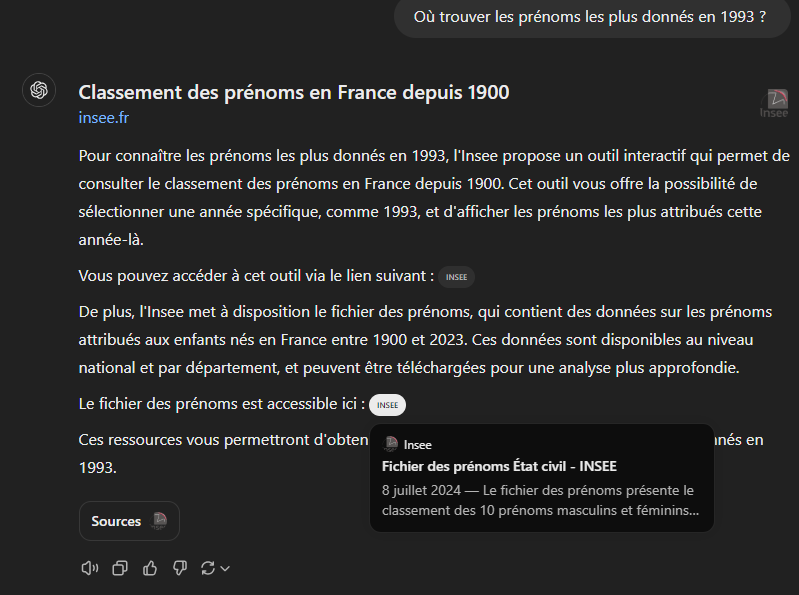 Où trouver les prénoms les plus donnés en 1993 ?
Classement des prénoms en France depuis 1900
insee.fr
Insee
Pour connaître les prénoms les plus donnés en 1993, l'Insee propose un outil interactif qui permet de
consulter le classement des prénoms en France depuis 1900. Cet outil vous offre la possibilité de
sélectionner une année spécifique, comme 1993, et d'afficher les prénoms les plus attribués cette
année-là.
Vous pouvez accéder à cet outil via le lien suivant : INSEE
De plus, l'Insee met à disposition le fichier des prénoms, qui contient des données sur les prénoms
attribués aux enfants nés en France entre 1900 et 2023. Ces données sont disponibles au niveau
national et par département, et peuvent être téléchargées pour une analyse plus approfondie.
Le fichier des prénoms est accessible ici : INSEE
Ces ressources vous permettront d'obten nnés en
1993.
Insee
Fichier des prénoms État civil - INSEE
8 juillet 2024 — Le fichier des prénoms présente le
classement des 10 prénoms masculins et féminins...
Sources